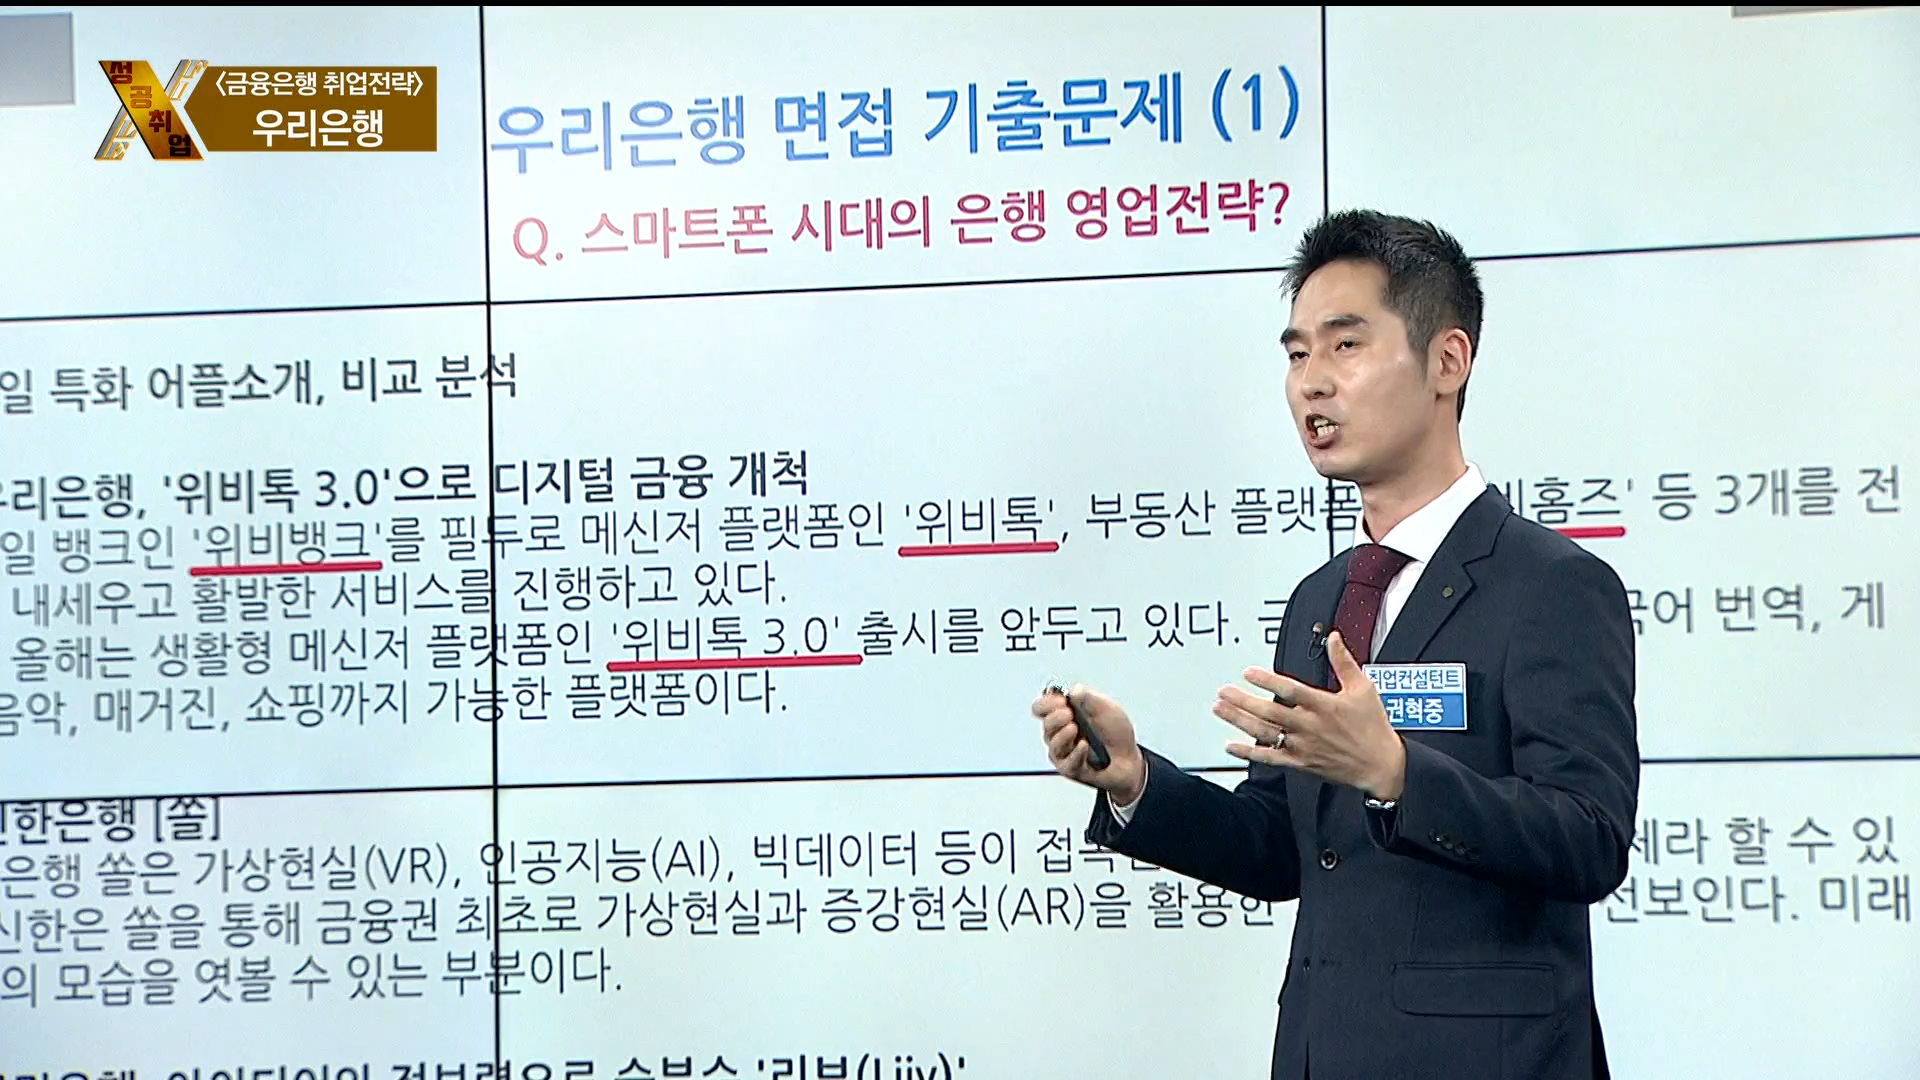 성공취업
X FILE
<금융은행 취업전략>
우리은행
우리은행 면접 기출문제 (1)
Q. 스마트폰 시대의 은행 영업전략?
일 특화 어플소개, 비교 분석
우리은행, '위비톡 3.0'으로 디지털 금융 개척
일 뱅크인 '위비뱅크'를 필두로 메신저 플랫폼인 '위비톡', 부동산 플랫폼 비홈즈' 등 3개를 전
내세우고 활발한 서비스를 진행하고 있다.
올해는 생활형 메신저 플랫폼인 '위비톡 3.0' 출시를 앞두고 있다. 번역, 게
음악, 매거진, 쇼핑까지 가능한 플랫폼이다.
신한은행 [쏠]
은행 쏠은 가상현실(VR), 인공지능(AI), 빅데이터 등이 세라 할 수 있
신한은 쏠을 통해 금융권 최초로 가상현실과 증강현실(AR)을 활용한 선보인다. 미래
의 모습을 엿볼 수 있는 부분이다.
'리브(Liiv)'
취업컨설턴트
권혁중